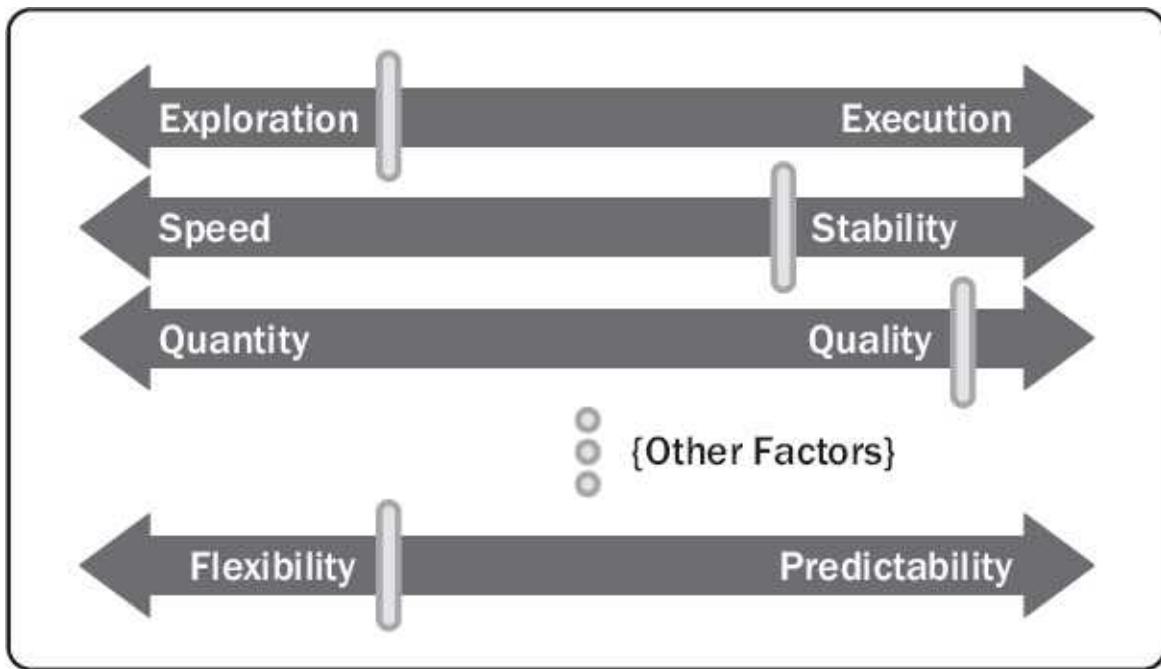 Exploration Execution
Speed Stability
Quantity Quality
{Other Factors}
Flexibility Predictability